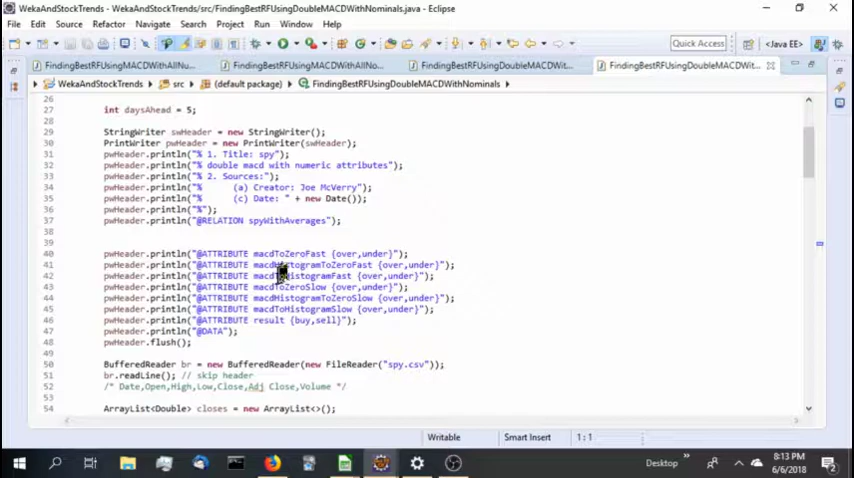 WekaAndStockTrends - WekaAndStockTrends/src/FindingBestRFUsingDoubleMACDWithNominals.java - Eclipse
File Edit Source Refactor Navigate Search Project Run Window Help
Quick Access <Java EE>
FindingBestRFUsingMACDWithAllNuf... FindingBestRFUsingMACDWithAllNo... FindingBestRFUsingDoubleMACDWit... FindingBestRFUsingDoubleMACDWit...
WekaAndStockTrends src (default package) FindingBestRFUsingDoubleMACDWithNominals
26
27 int daysAhead = 5;
28
29 StringWriter swHeader = new StringWriter();
30 PrintWriter pwHeader = new PrintWriter(swHeader);
31 pwHeader.println("% 1. Title: spy");
32 pwHeader.println("% double macd with numeric attributes");
33 pwHeader.println("% 2. Sources:");
34 pwHeader.println("% (a) Creator: Joe McVerry");
35 pwHeader.println("% (c) Date: " + new Date());
36 pwHeader.println("%");
37 pwHeader.println("@RELATION spyWithAverages");
38
39
40 pwHeader.println("@ATTRIBUTE macdToZeroFast {over,under}");
41 pwHeader.println("@ATTRIBUTE macdHistogramToZeroFast {over,under}");
42 pwHeader.println("@ATTRIBUTE macdToHistogramFast {over,under}");
43 pwHeader.println("@ATTRIBUTE macdToZeroSlow {over,under}");
44 pwHeader.println("@ATTRIBUTE macdHistogramToZeroSlow {over,under}");
45 pwHeader.println("@ATTRIBUTE macdToHistogramSlow {over,under}");
46 pwHeader.println("@ATTRIBUTE result {buy,sell}");
47 pwHeader.println("@DATA");
48 pwHeader.flush();
49
50 BufferedReader br = new BufferedReader(new FileReader("spy.csv"));
51 br.readLine(); // skip header
52 /* Date,Open,High,Low,Close,Adj Close,Volume */
53
54 ArrayList<Double> closes = new ArrayList<>();
Writable Smart Insert 1 : 1
Desktop 8:13 PM
6/6/2018
2